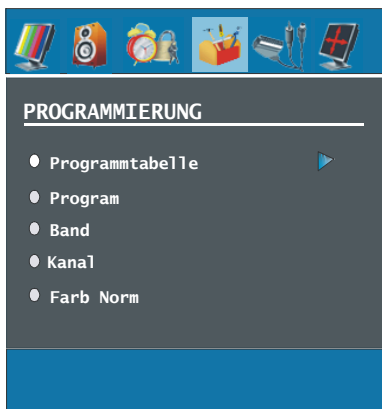 PROGRAMMIERUNG
Programmtabelle
Program
Band
Kanal
Farb Norm